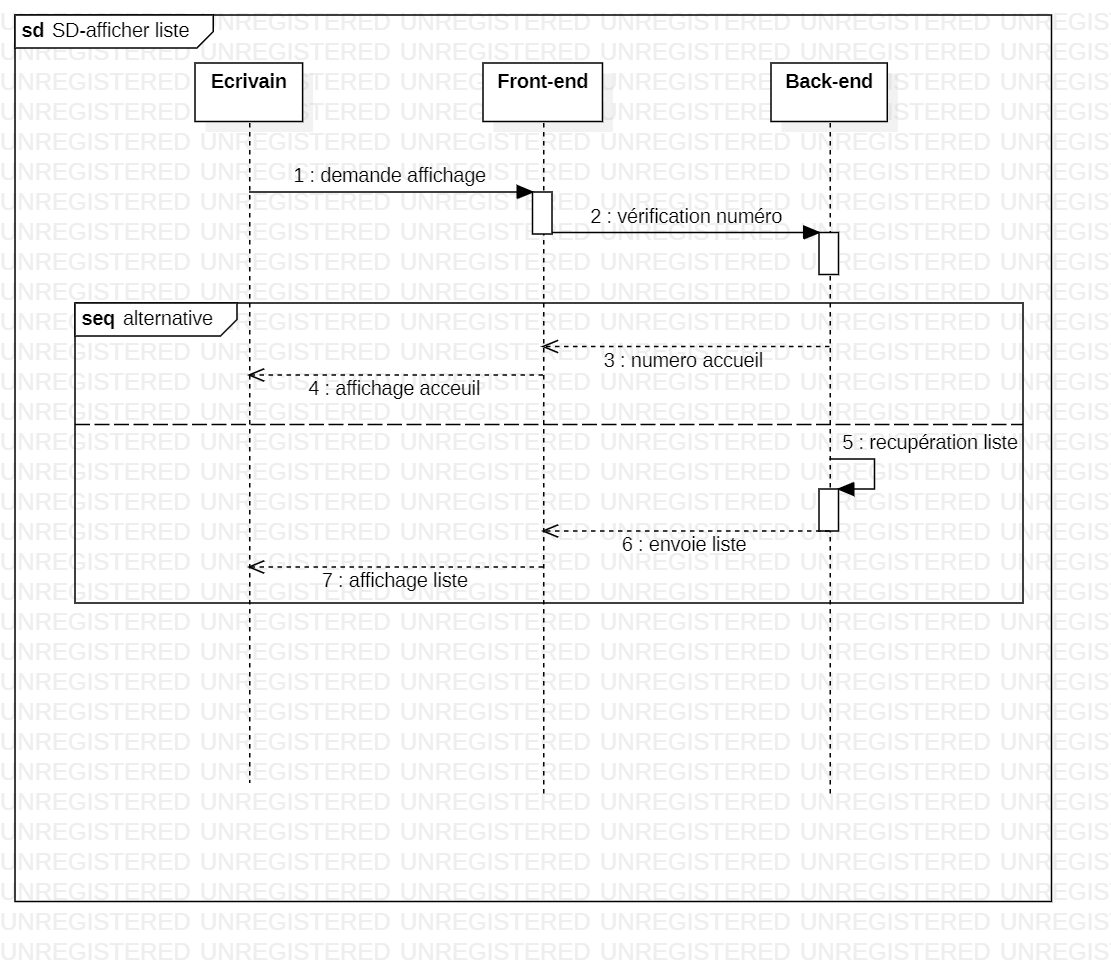 sd SD-afficher liste
Ecrivain
Front-end
Back-end
1 : demande affichage
2 : vérification numéro
seq alternative
3 : numero accueil
4 : affichage acceuil
5 : recupération liste
6 : envoie liste
7 : affichage liste
UNREGISTERED